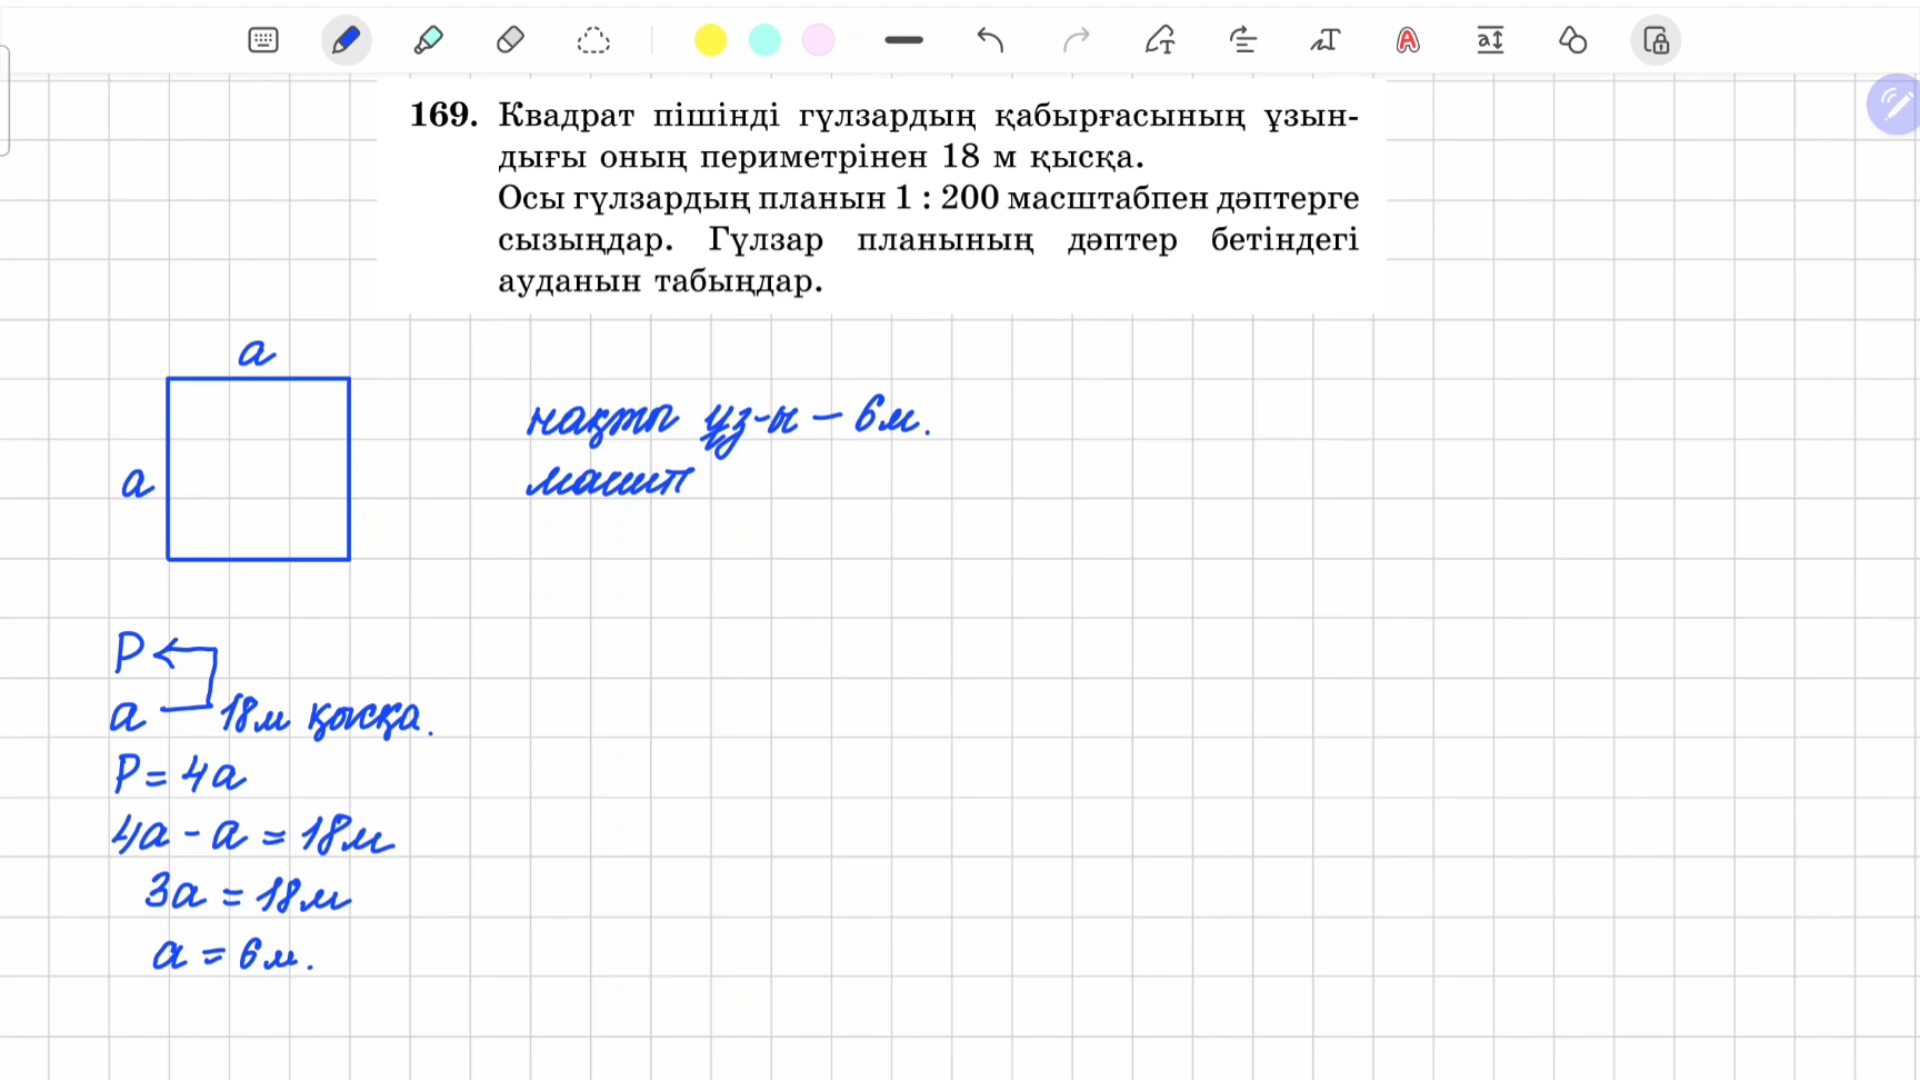 169. Квадрат пішінді гүлзардың қабырғасының ұзын-
дығы оның периметрінен 18 м қысқа.
Осы гүлзардың планын 1 : 200 масштабпен дәптерге
сызыңдар. Гүлзар планының дәптер бетіндегі
ауданын табыңдар.
a
a
нақты ұз-ы – 6м.
масшт
P
a 18м қысқа.
P = 4a
4a - a = 18м
3a = 18м
a = 6м.